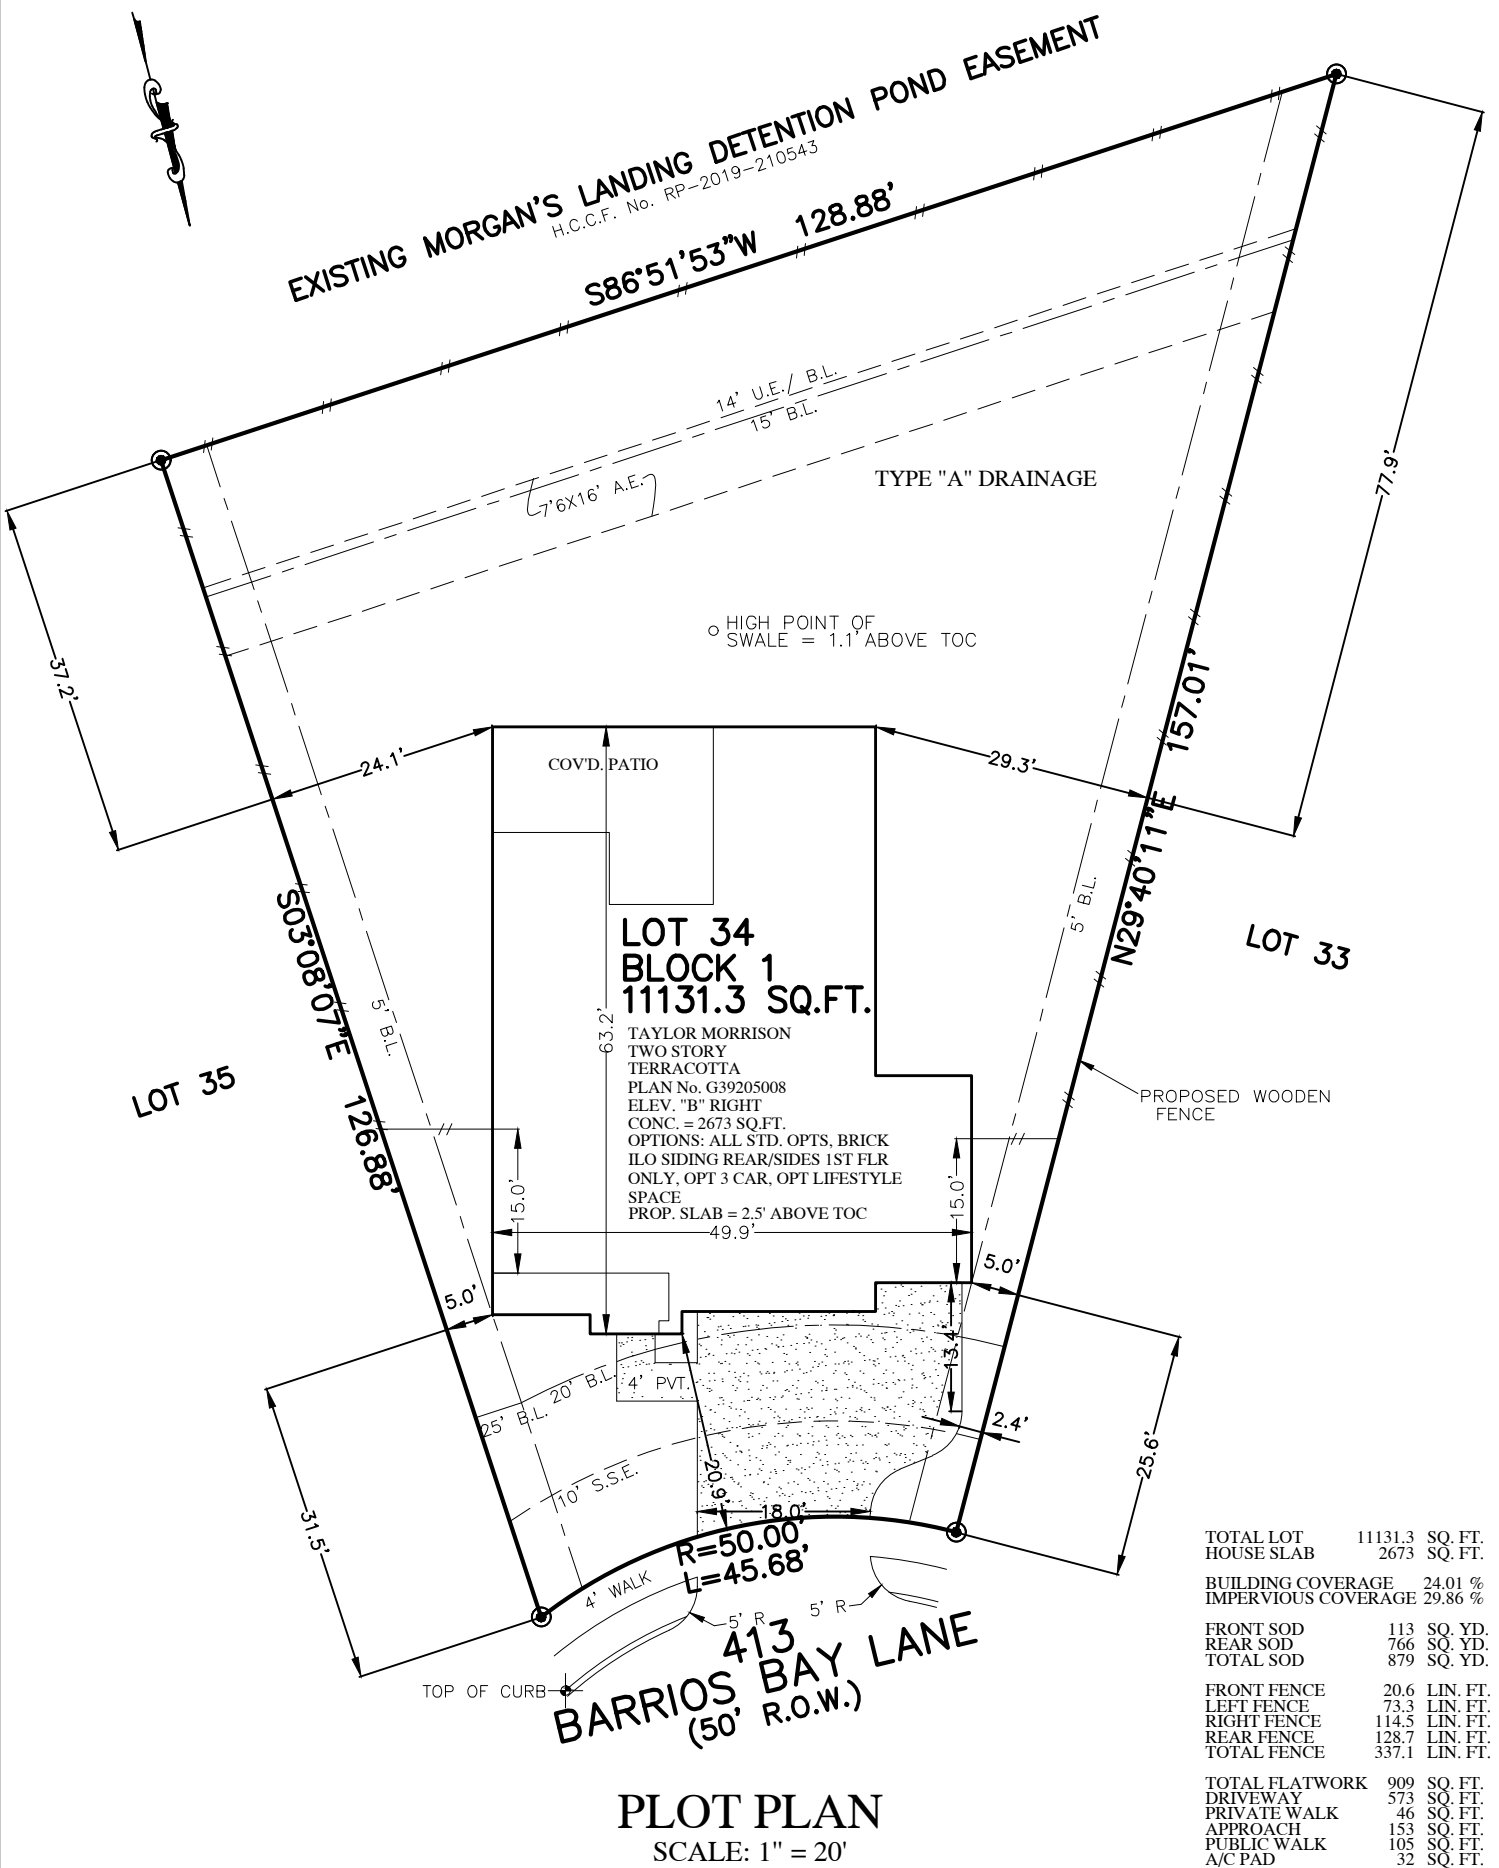 EXISTING MORGAN'S LANDING DETENTION POND EASEMENT
H.C.C.F. No. RP-2019-210543
S86°51'53"W 128.88'
14' U.E./ B.L.
15' B.L.
7'6X16' A.E.
TYPE "A" DRAINAGE
77.9'
HIGH POINT OF
SWALE = 1.1' ABOVE TOC
37.2'
24.1'
COV'D. PATIO
29.3'
N29°40'11"E 157.01'
5' B.L.
LOT 33
S03°08'07"E 126.88'
5' B.L.
LOT 35
63.2'
LOT 34
BLOCK 1
11131.3 SQ.FT.
TAYLOR MORRISON
TWO STORY
TERRACOTTA
PLAN No. G39205008
ELEV. "B" RIGHT
CONC. = 2673 SQ.FT.
OPTIONS: ALL STD. OPTS, BRICK
ILO SIDING REAR/SIDES 1ST FLR
ONLY, OPT 3 CAR, OPT LIFESTYLE
SPACE
PROP. SLAB = 2.5' ABOVE TOC
PROPOSED WOODEN
FENCE
15.0'
15.0'
49.9'
5.0'
5.0'
13.4'
4' PVT.
25' B.L. 20' B.L.
2.4'
25.6'
10' S.S.E.
20.9'
18.0'
31.5'
R=50.00'
L=45.68'
4' WALK
5' R
5' R
413
BARRIOS BAY LANE
(50' R.O.W.)
TOP OF CURB
TOTAL LOT 11131.3 SQ. FT.
HOUSE SLAB 2673 SQ. FT.
BUILDING COVERAGE 24.01 %
IMPERVIOUS COVERAGE 29.86 %
FRONT SOD 113 SQ. YD.
REAR SOD 766 SQ. YD.
TOTAL SOD 879 SQ. YD.
FRONT FENCE 20.6 LIN. FT.
LEFT FENCE 73.3 LIN. FT.
RIGHT FENCE 114.5 LIN. FT.
REAR FENCE 128.7 LIN. FT.
TOTAL FENCE 337.1 LIN. FT.
TOTAL FLATWORK 909 SQ. FT.
DRIVEWAY 573 SQ. FT.
PRIVATE WALK 46 SQ. FT.
APPROACH 153 SQ. FT.
PUBLIC WALK 105 SQ. FT.
A/C PAD 32 SQ. FT.
PLOT PLAN
SCALE: 1" = 20'